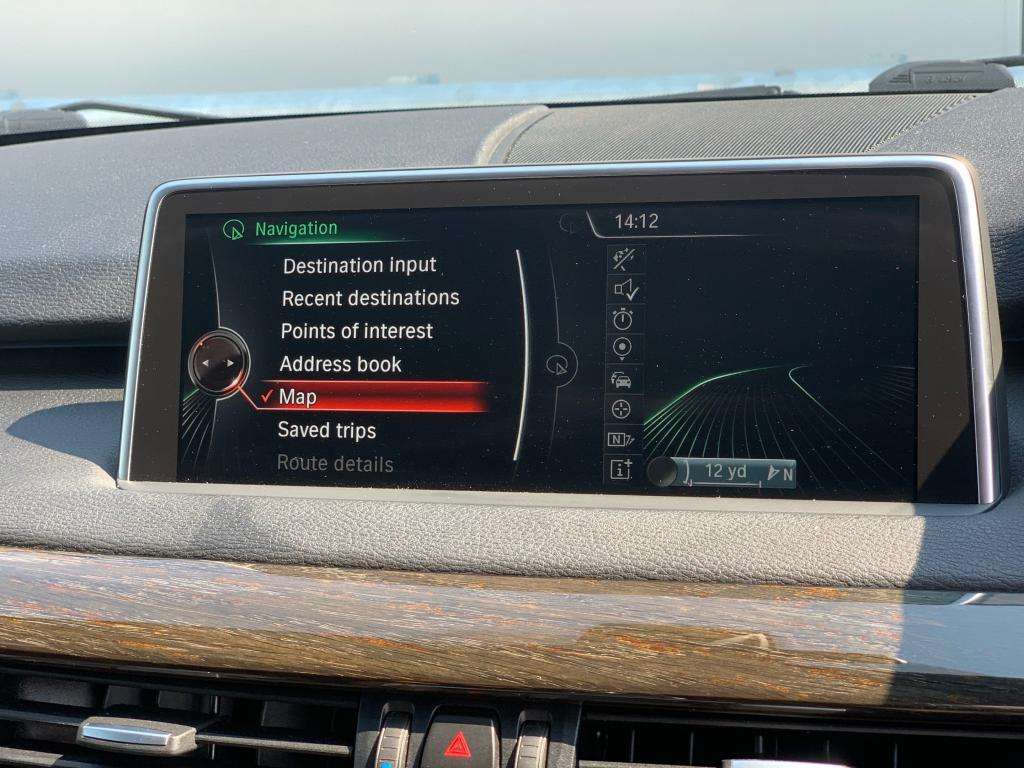 Navigation
14:12
Destination input
Recent destinations
Points of interest
Address book
Map
Saved trips
Route details
N
i
12 yd
N